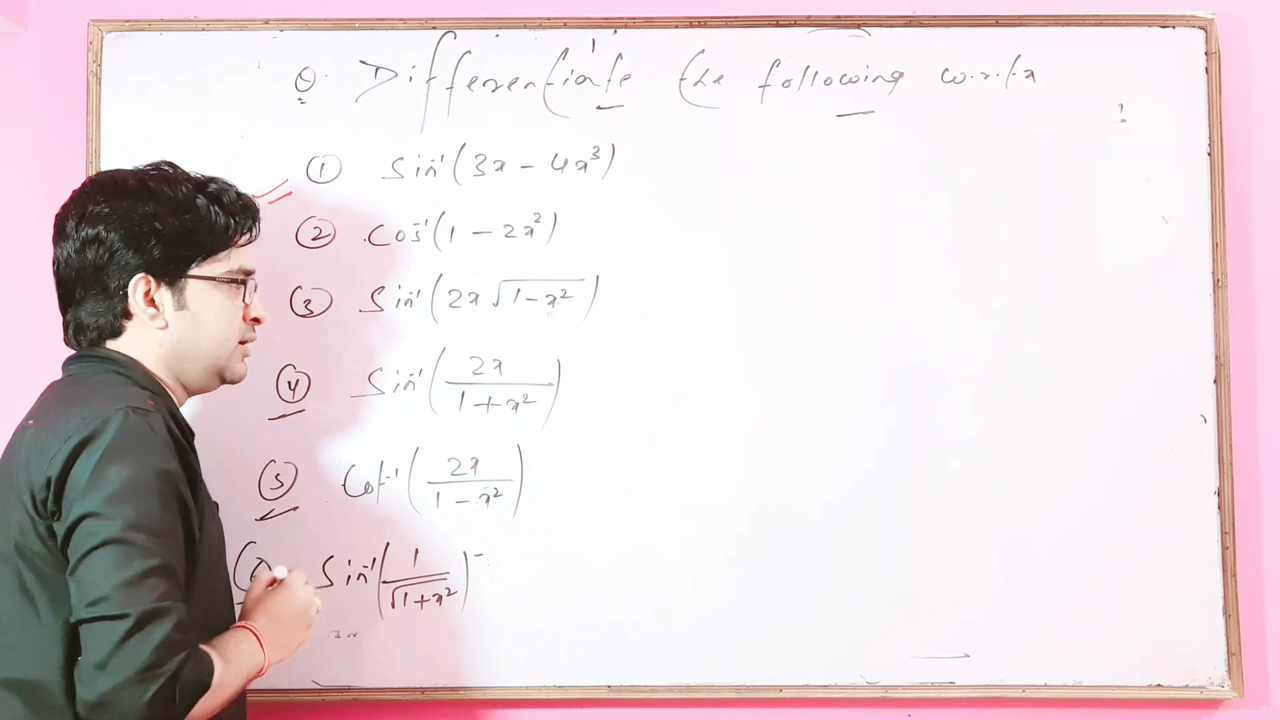 Q. Differentiate the following w.r.t x
① Sin⁻¹(3x - 4x³)
② Cos⁻¹(1 - 2x²)
③ Sin⁻¹(2x√(1-x²))
④ Sin⁻¹(2x/(1+x²))
⑤ Cot⁻¹(2x/(1-x²))
Sin⁻¹(1/√(1+x²))